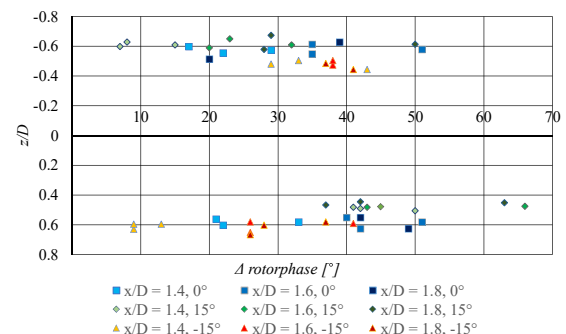 -0.8
-0.6
-0.4
-0.2
10 20 30 40 50 60 70
0
0.2
0.4
0.6
0.8
z/D
Δ rotorphase [°]
x/D = 1.4, 0° x/D = 1.6, 0° x/D = 1.8, 0°
x/D = 1.4, 15° x/D = 1.6, 15° x/D = 1.8, 15°
x/D = 1.4, -15° x/D = 1.6, -15° x/D = 1.8, -15°